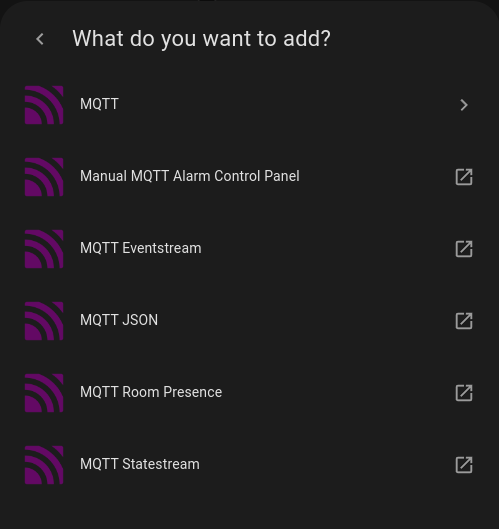 What do you want to add?
MQTT
Manual MQTT Alarm Control Panel
MQTT Eventstream
MQTT JSON
MQTT Room Presence
MQTT Statestream